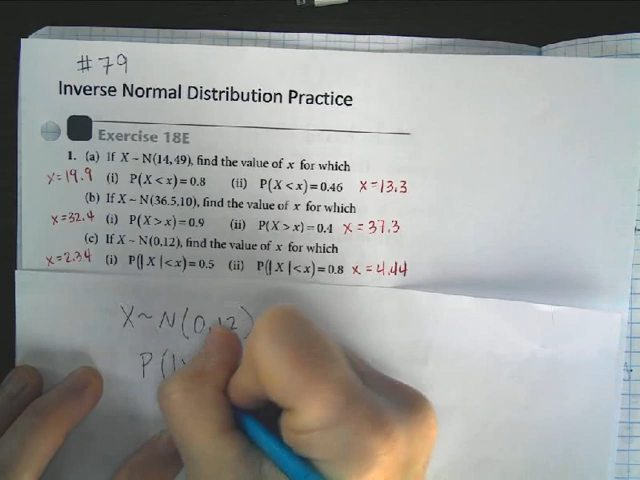 #79
Inverse Normal Distribution Practice
Exercise 18E
1. (a) If X ~ N(14, 49), find the value of x for which
x=19.9 (i) P(X < x) = 0.8 (ii) P(X < x) = 0.46 x=13.3
(b) If X ~ N(36.5, 10), find the value of x for which
x=32.4 (i) P(X > x) = 0.9 (ii) P(X > x) = 0.4 x=37.3
(c) If X ~ N(0, 12), find the value of x for which
x=2.34 (i) P(| X | < x) = 0.5 (ii) P(| X | < x) = 0.8 x=4.44
X~N(0,12)
P(|